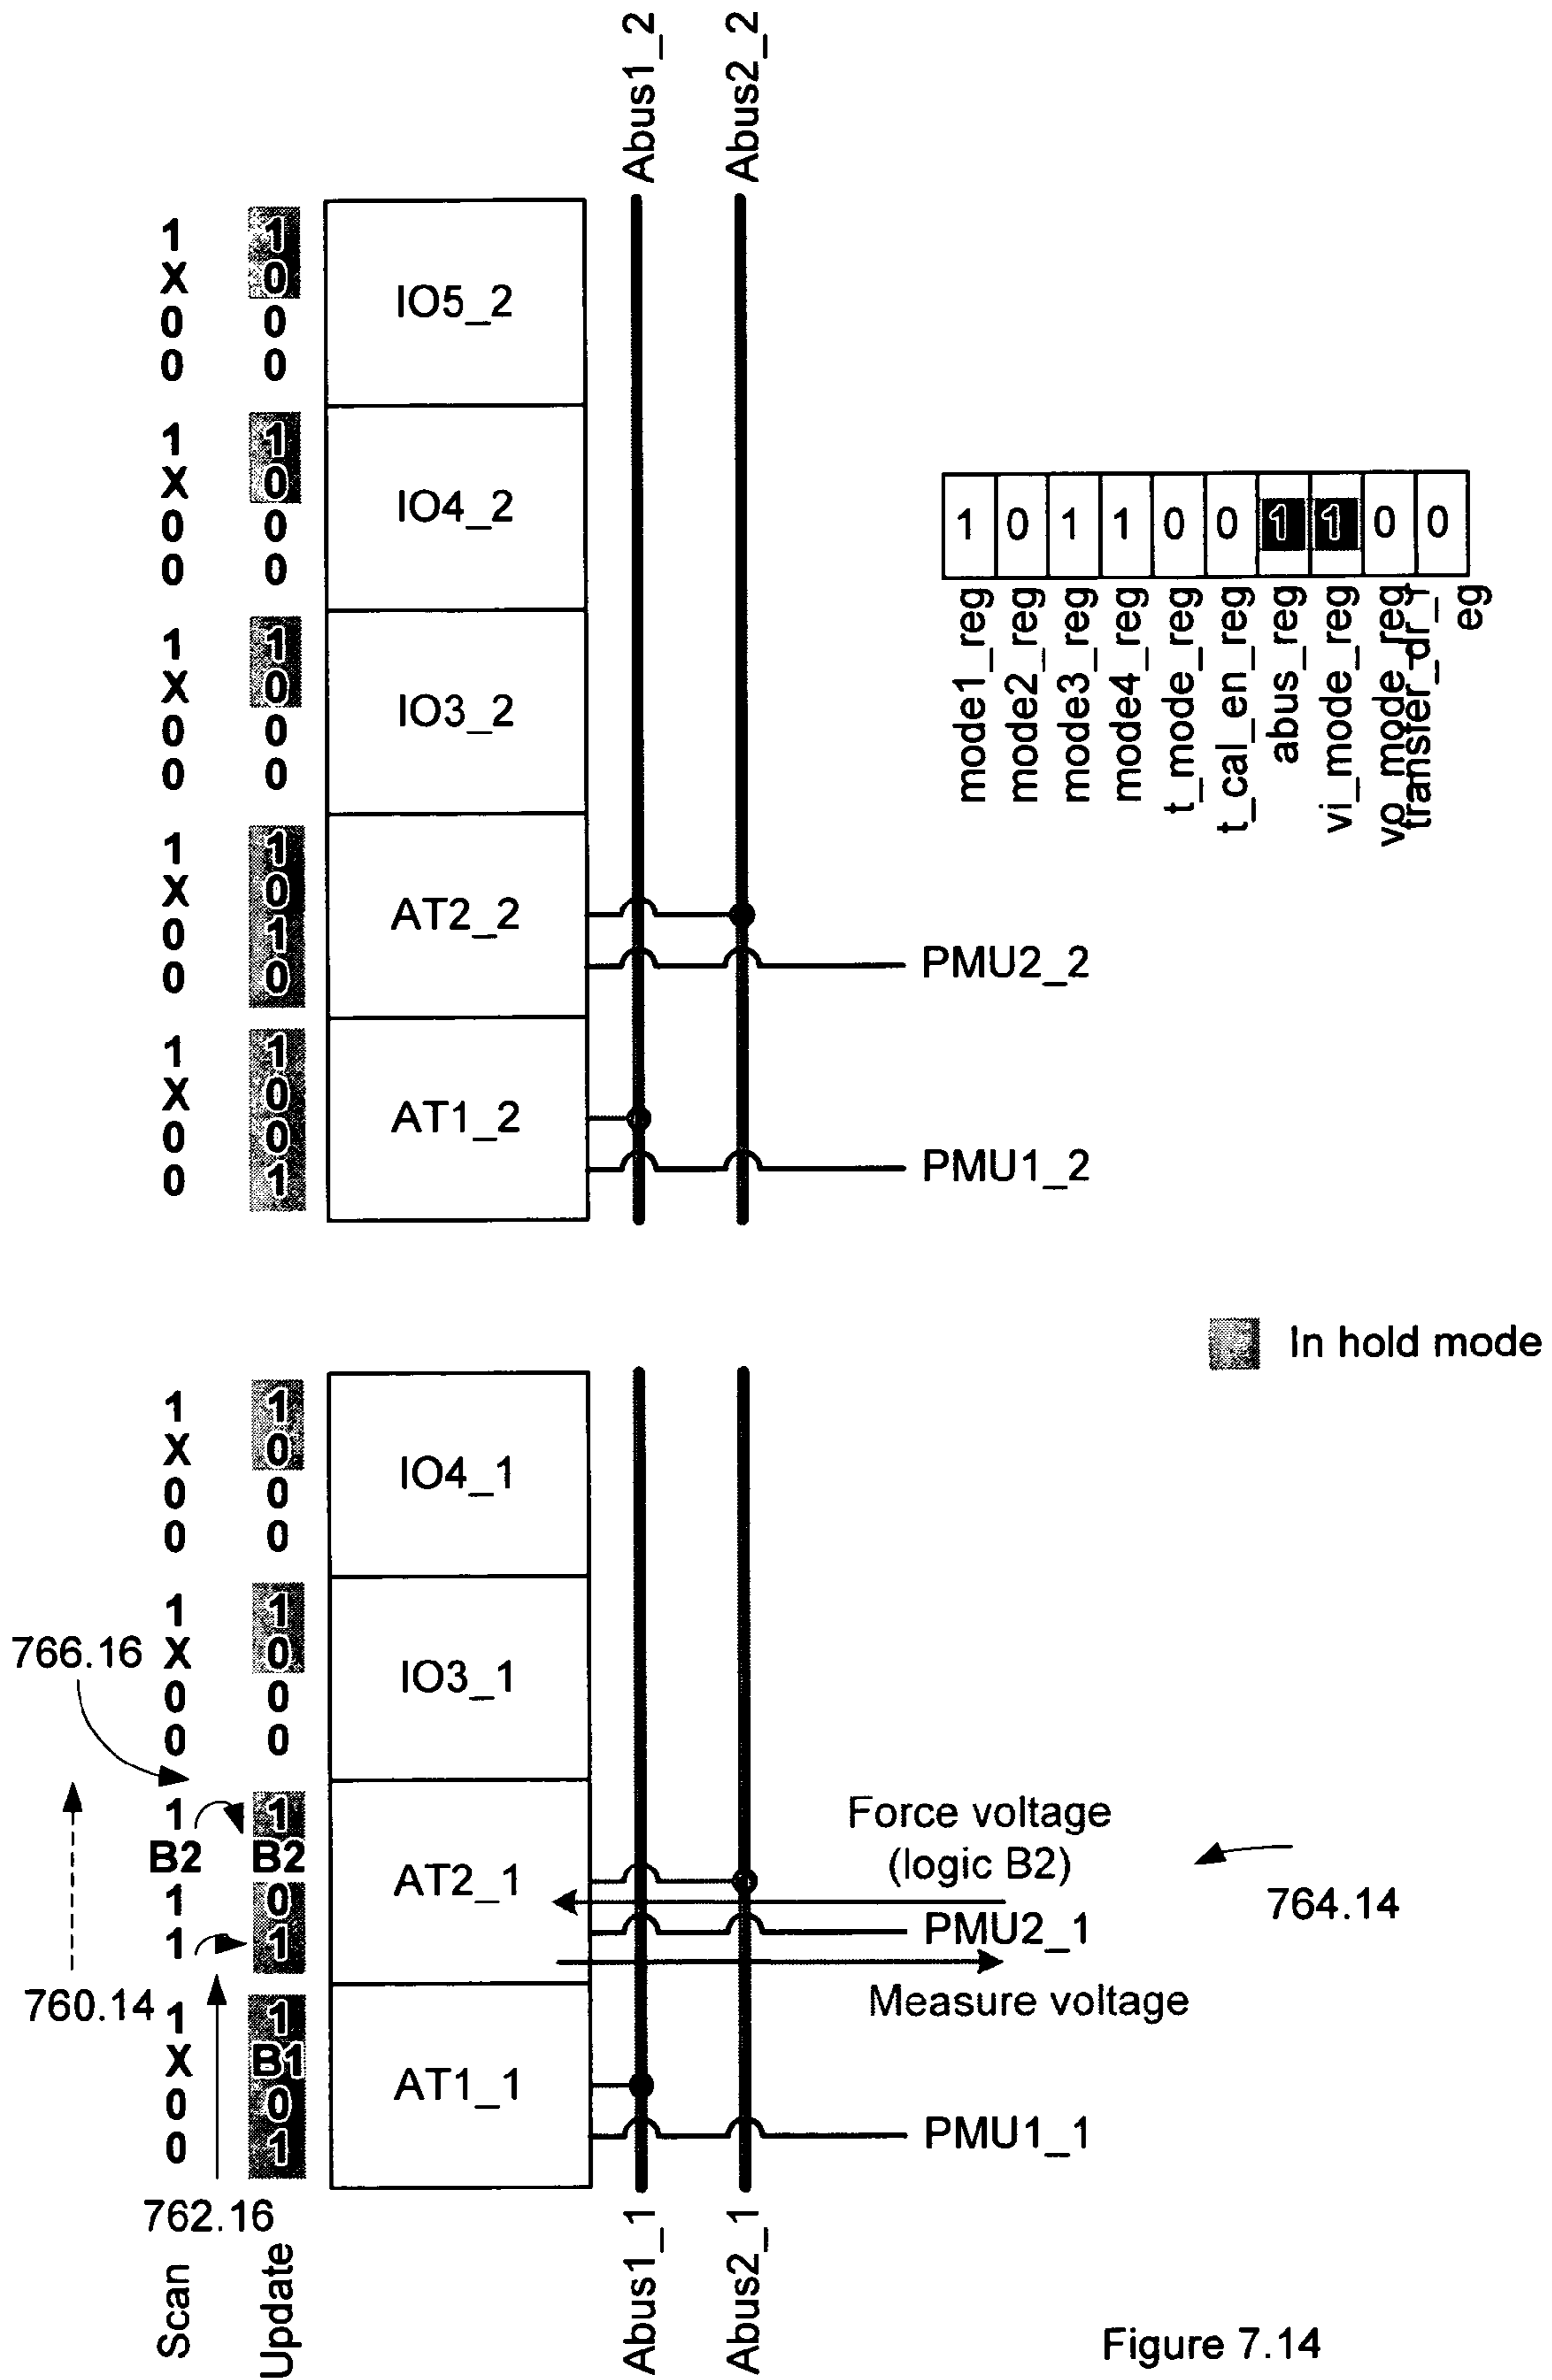 Abus1_2
Abus2_2
1 1
X 0
0 0
0 0
IO5_2
1 1
X 0
0 0
0 0
IO4_2
1 0 1 1 0 0 1 1 0 0
mode1_reg
mode2_reg
mode3_reg
mode4_reg
t_mode_reg
t_cal_en_reg
abus_reg
vi_mode_reg
vo_mode_reg
transfer_dr_r
eg
1 1
X 0
0 0
0 0
IO3_2
1 1
X 0
0 1
0 0
AT2_2
PMU2_2
1 1
X 0
0 0
0 1
AT1_2
PMU1_2
In hold mode
1 1
X 0
0 0
0 0
IO4_1
766.16
1 1
X 0
0 0
0 0
IO3_1
1 1
B2 B2
1 0
1 1
AT2_1
Force voltage
(logic B2)
764.14
PMU2_1
Measure voltage
760.14
1 1
X B1
0 0
0 1
AT1_1
PMU1_1
762.16
Scan
Update
Abus1_1
Abus2_1
Figure 7.14